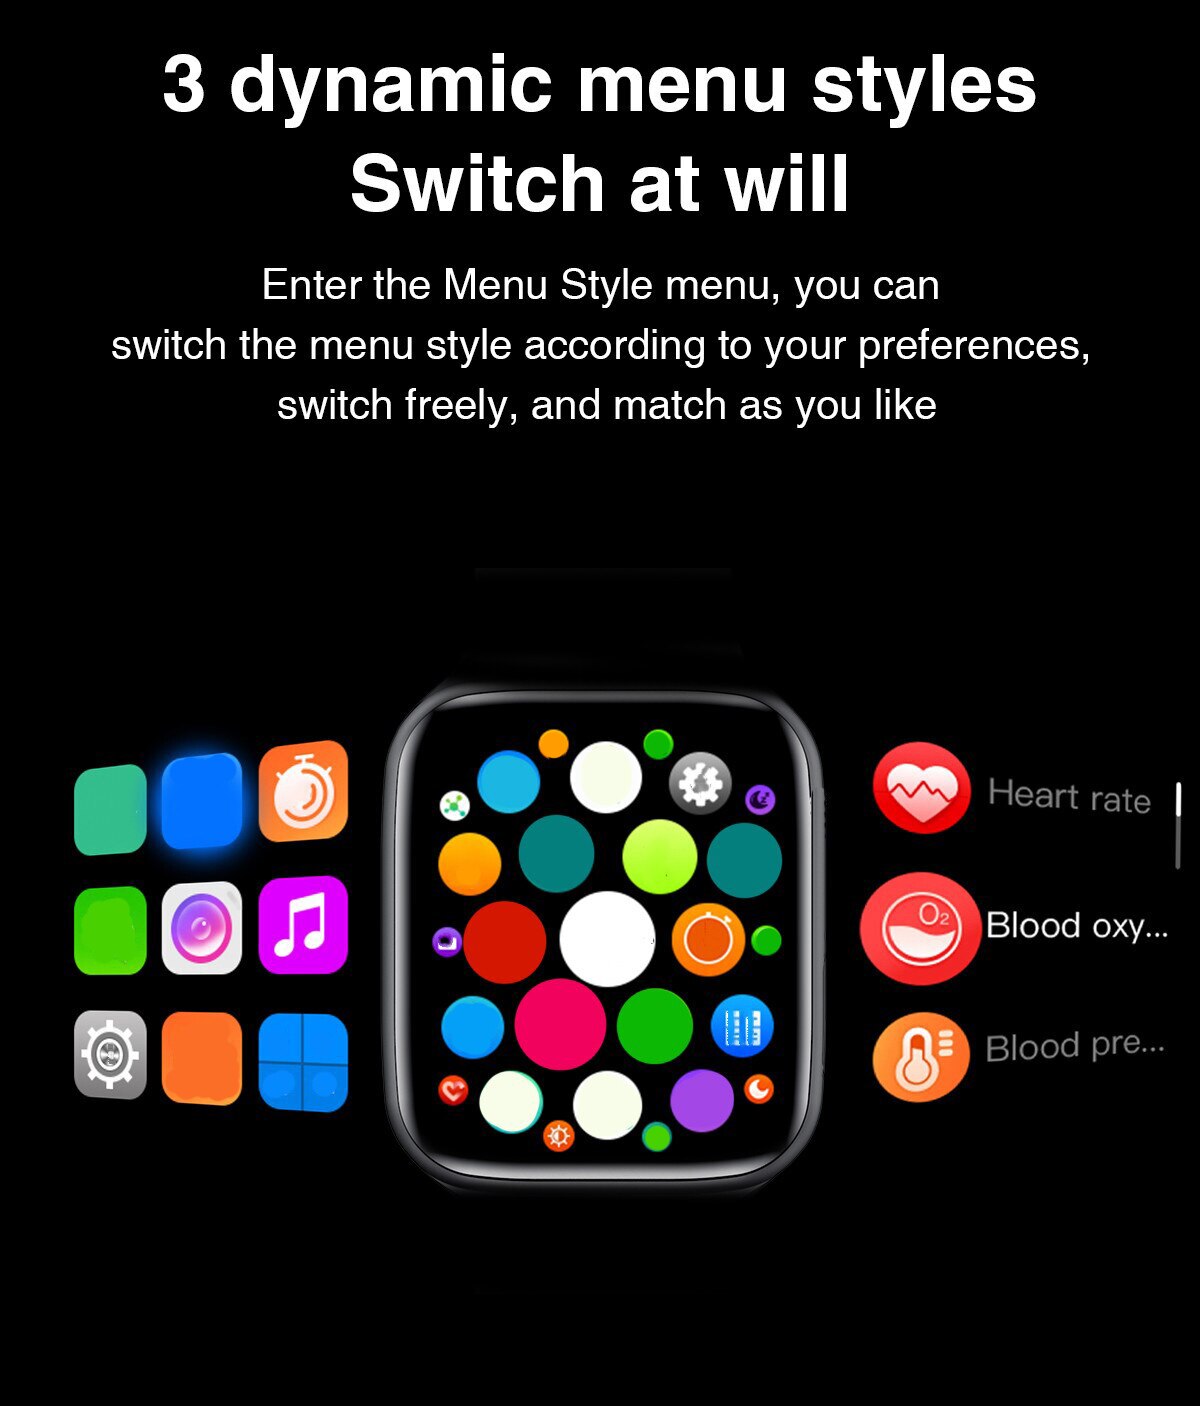 3 dynamic menu styles
Switch at will
Enter the Menu Style menu, you can
switch the menu style according to your preferences,
switch freely, and match as you like
Heart rate
O2
Blood oxy...
Blood pre...